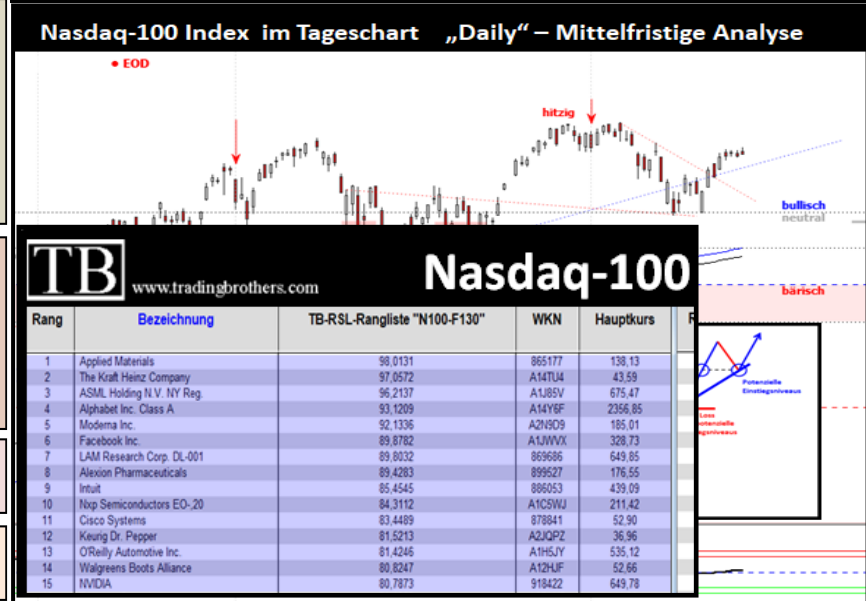 Nasdaq-100 Index im Tageschart „Daily“ – Mittelfristige Analyse
EOD
hitzig
bullisch
neutral
bärisch
TB www.tradingbrothers.com Nasdaq-100
Rang Bezeichnung TB-RSL-Rangliste "N100-F130" WKN Hauptkurs R
1 Applied Materials 98,0131 865177 138,13
2 The Kraft Heinz Company 97,0572 A14TU4 43,59
3 ASML Holding N.V. NY Reg. 96,2137 A1J85V 675,47
4 Alphabet Inc. Class A 93,1209 A14Y6F 2356,85
5 Moderna Inc. 92,1336 A2N9D9 185,01
6 Facebook Inc. 89,8782 A1JWVX 328,73
7 LAM Research Corp. DL-001 89,8032 869686 649,85
8 Alexion Pharmaceuticals 89,4283 899527 176,55
9 Intuit 85,4545 886053 439,09
10 Nxp Semiconductors EO-,20 84,3112 A1C5WJ 211,42
11 Cisco Systems 83,4489 878841 52,90
12 Keurig Dr. Pepper 81,5213 A2JQPZ 36,96
13 O'Reilly Automotive Inc. 81,4246 A1H5JY 535,12
14 Walgreens Boots Alliance 80,8247 A12HJF 52,66
15 NVIDIA 80,7873 918422 649,78
Potenzielle
Einstiegsniveaus
Loss
otenzielle
egsniveaus